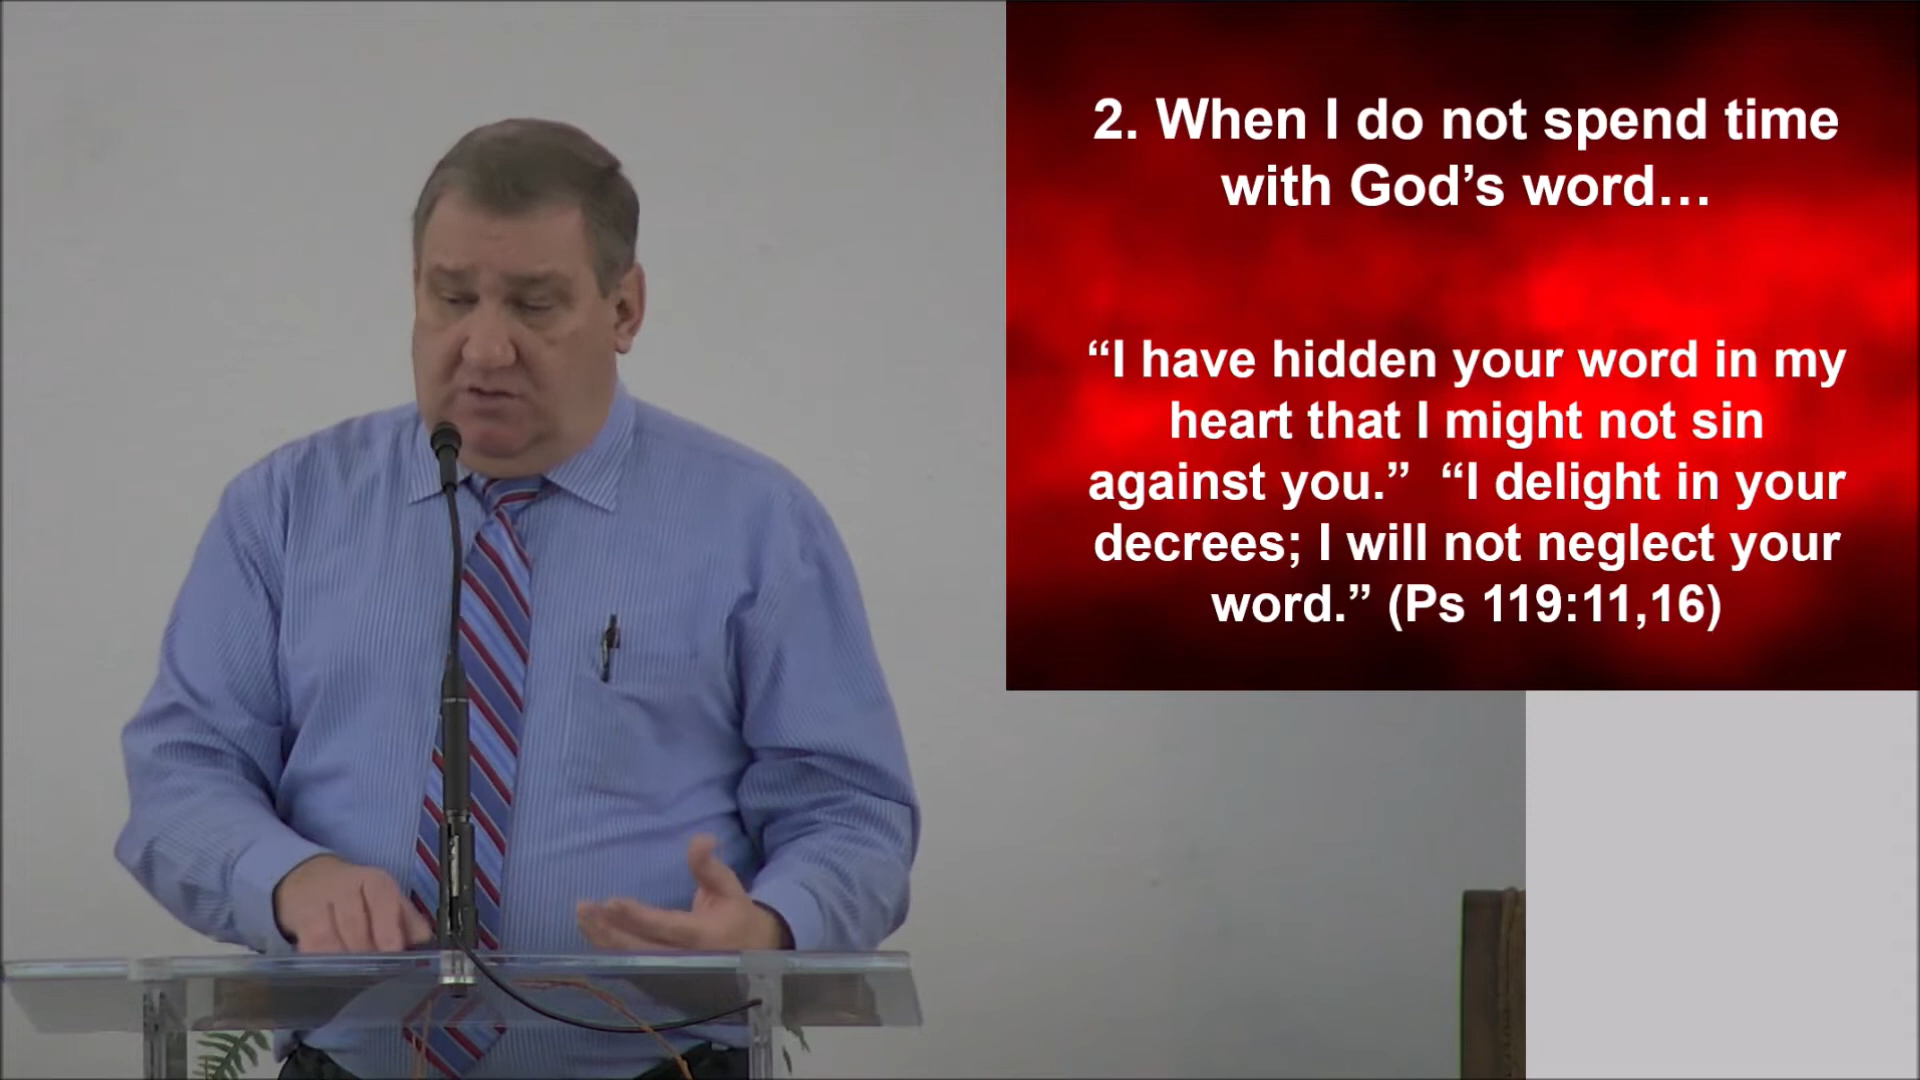 2. When I do not spend time
with God’s word…
“I have hidden your word in my
heart that I might not sin
against you.”  “I delight in your
decrees; I will not neglect your
word.” (Ps 119:11,16)